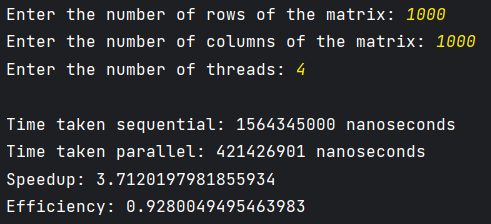 Enter the number of rows of the matrix: 1000
Enter the number of columns of the matrix: 1000
Enter the number of threads: 4
Time taken sequential: 1564345000 nanoseconds
Time taken parallel: 421426901 nanoseconds
Speedup: 3.7120197981855934
Efficiency: 0.9280049495463983